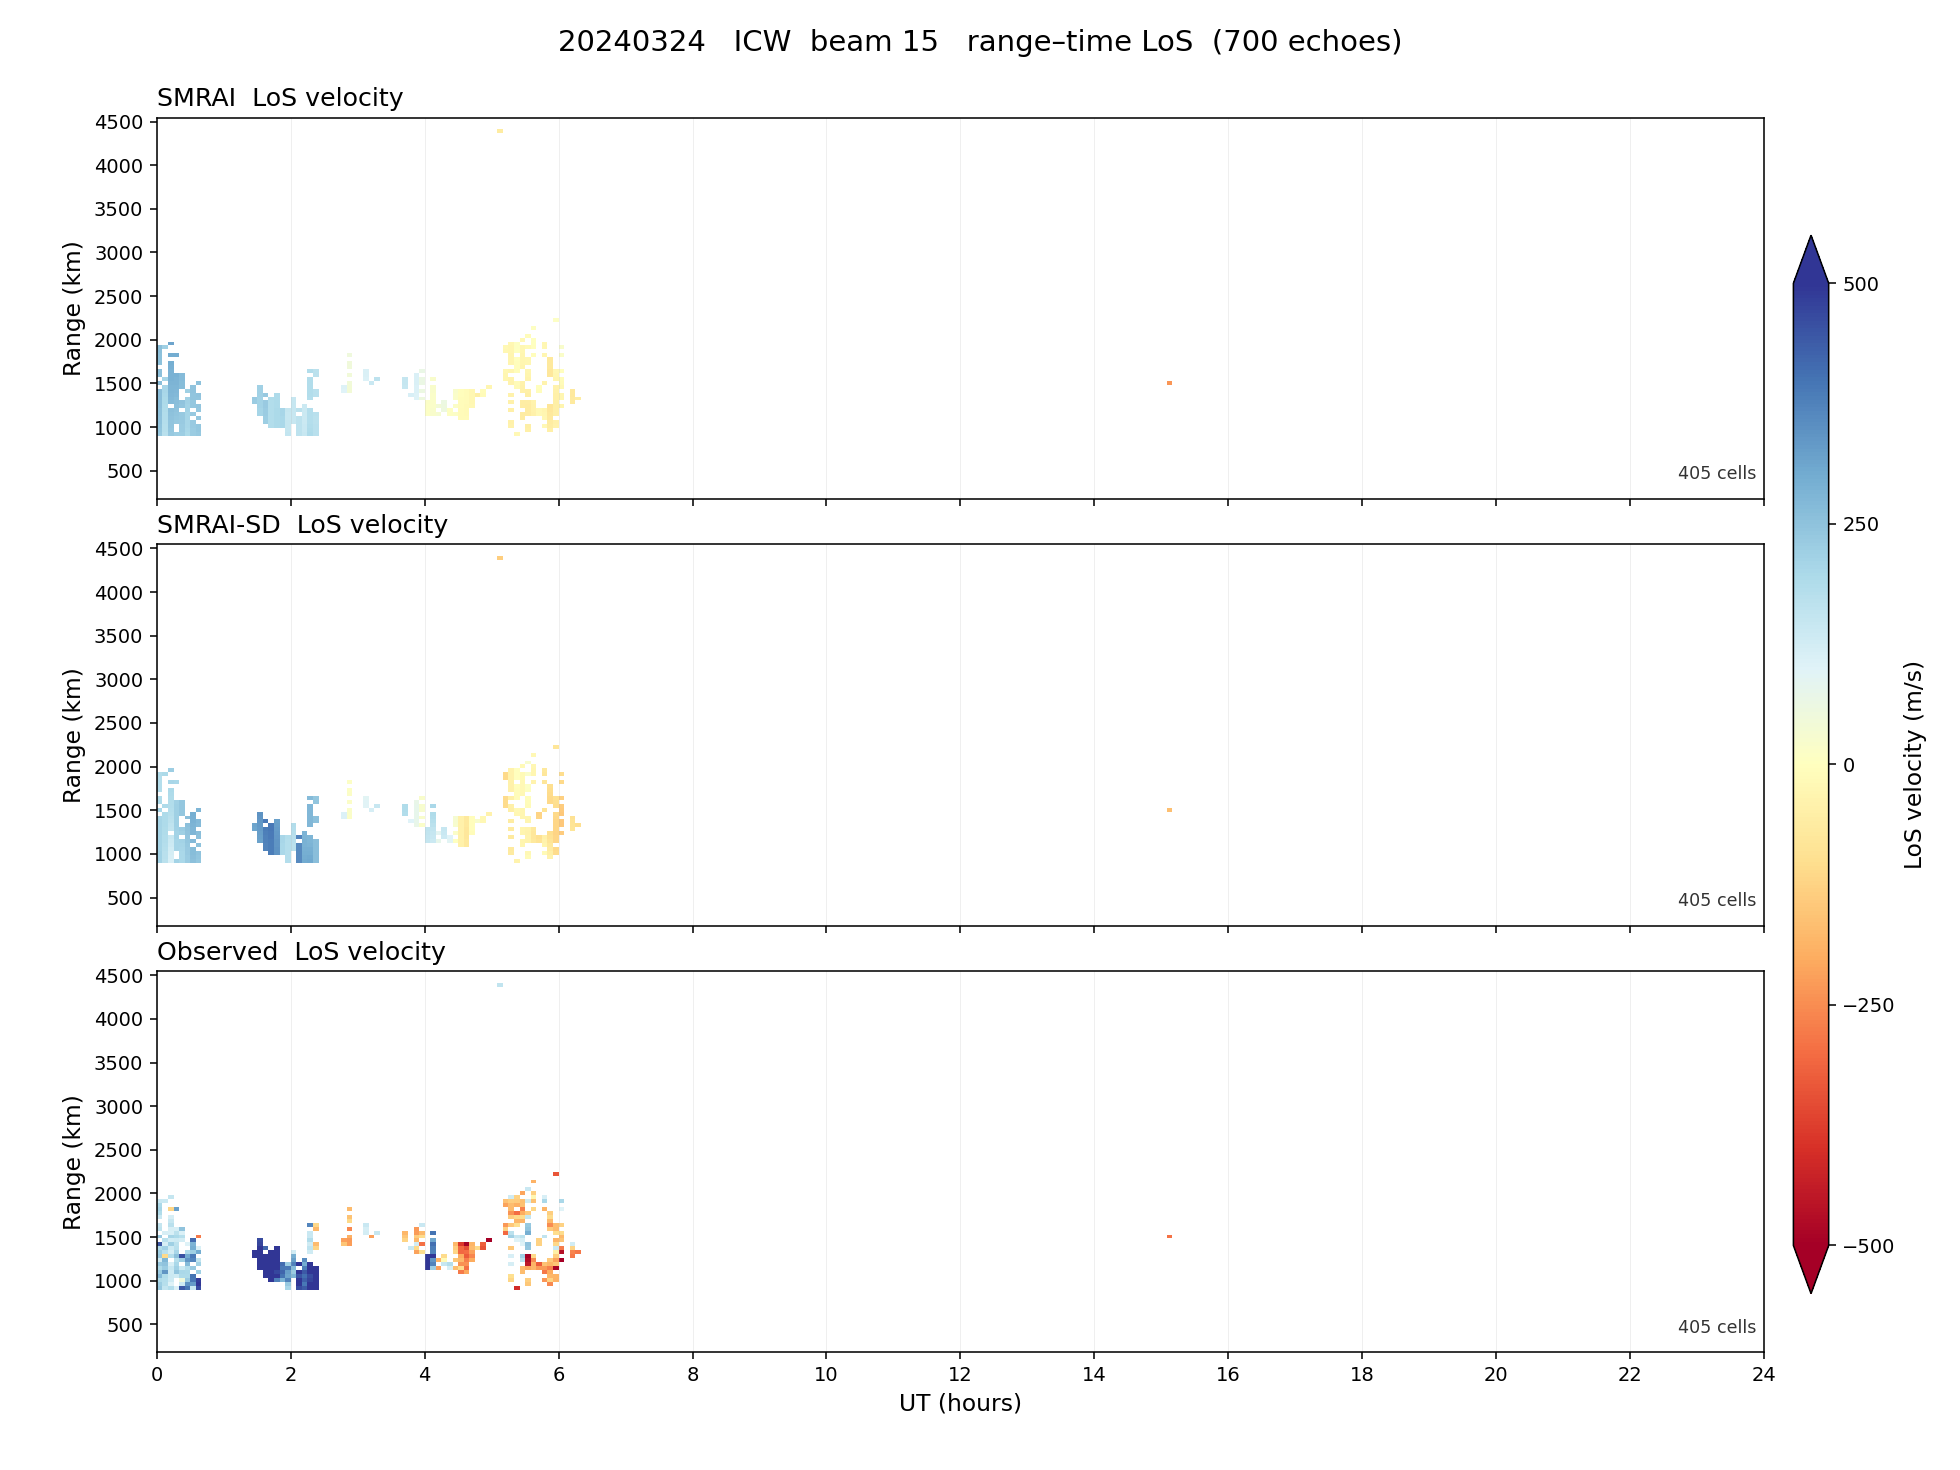 20240324   ICW  beam 15   range–time LoS  (700 echoes)
SMRAI  LoS velocity
4500
4000
3500
3000
2500
2000
1500
1000
500
Range (km)
405 cells
SMRAI-SD  LoS velocity
4500
4000
3500
3000
2500
2000
1500
1000
500
Range (km)
405 cells
Observed  LoS velocity
4500
4000
3500
3000
2500
2000
1500
1000
500
Range (km)
405 cells
0 2 4 6 8 10 12 14 16 18 20 22 24
UT (hours)
500
250
0
−250
−500
LoS velocity (m/s)